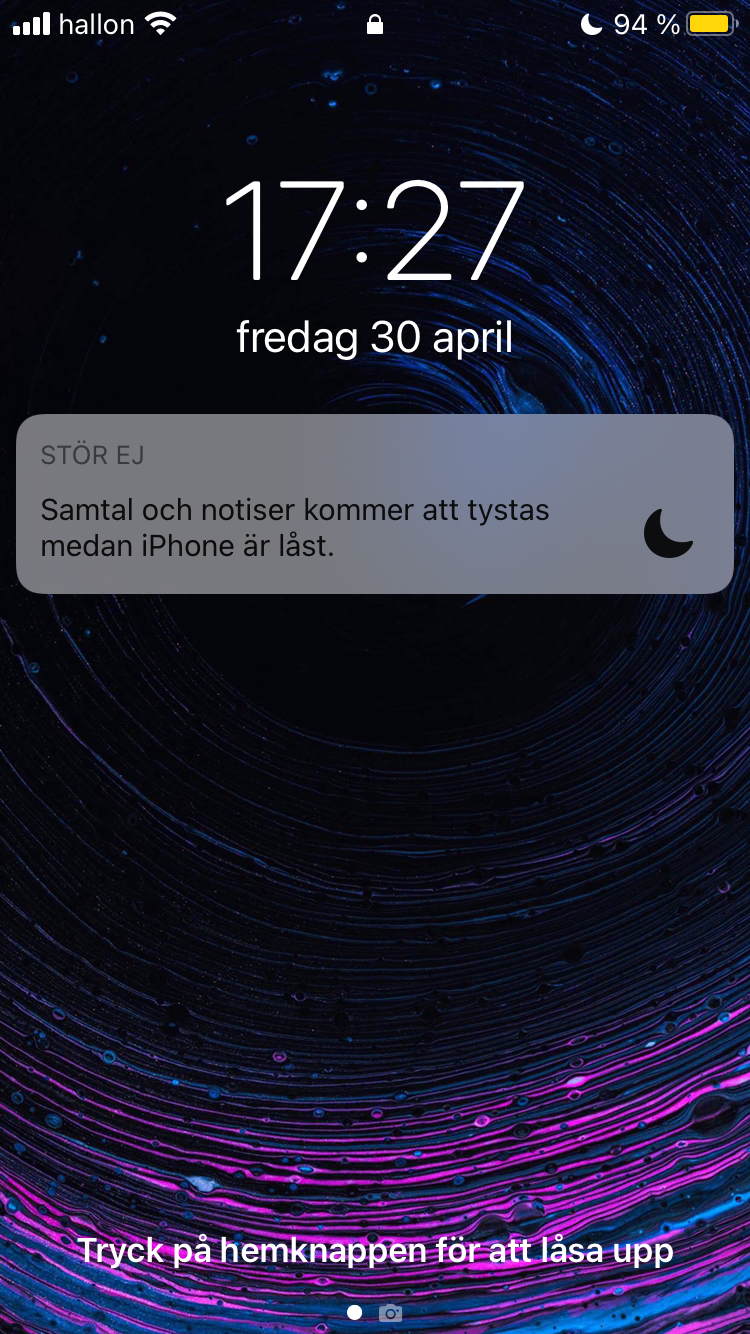 hallon 94 %
17:27
fredag 30 april
STÖR EJ
Samtal och notiser kommer att tystas
medan iPhone är låst.
Tryck på hemknappen för att låsa upp